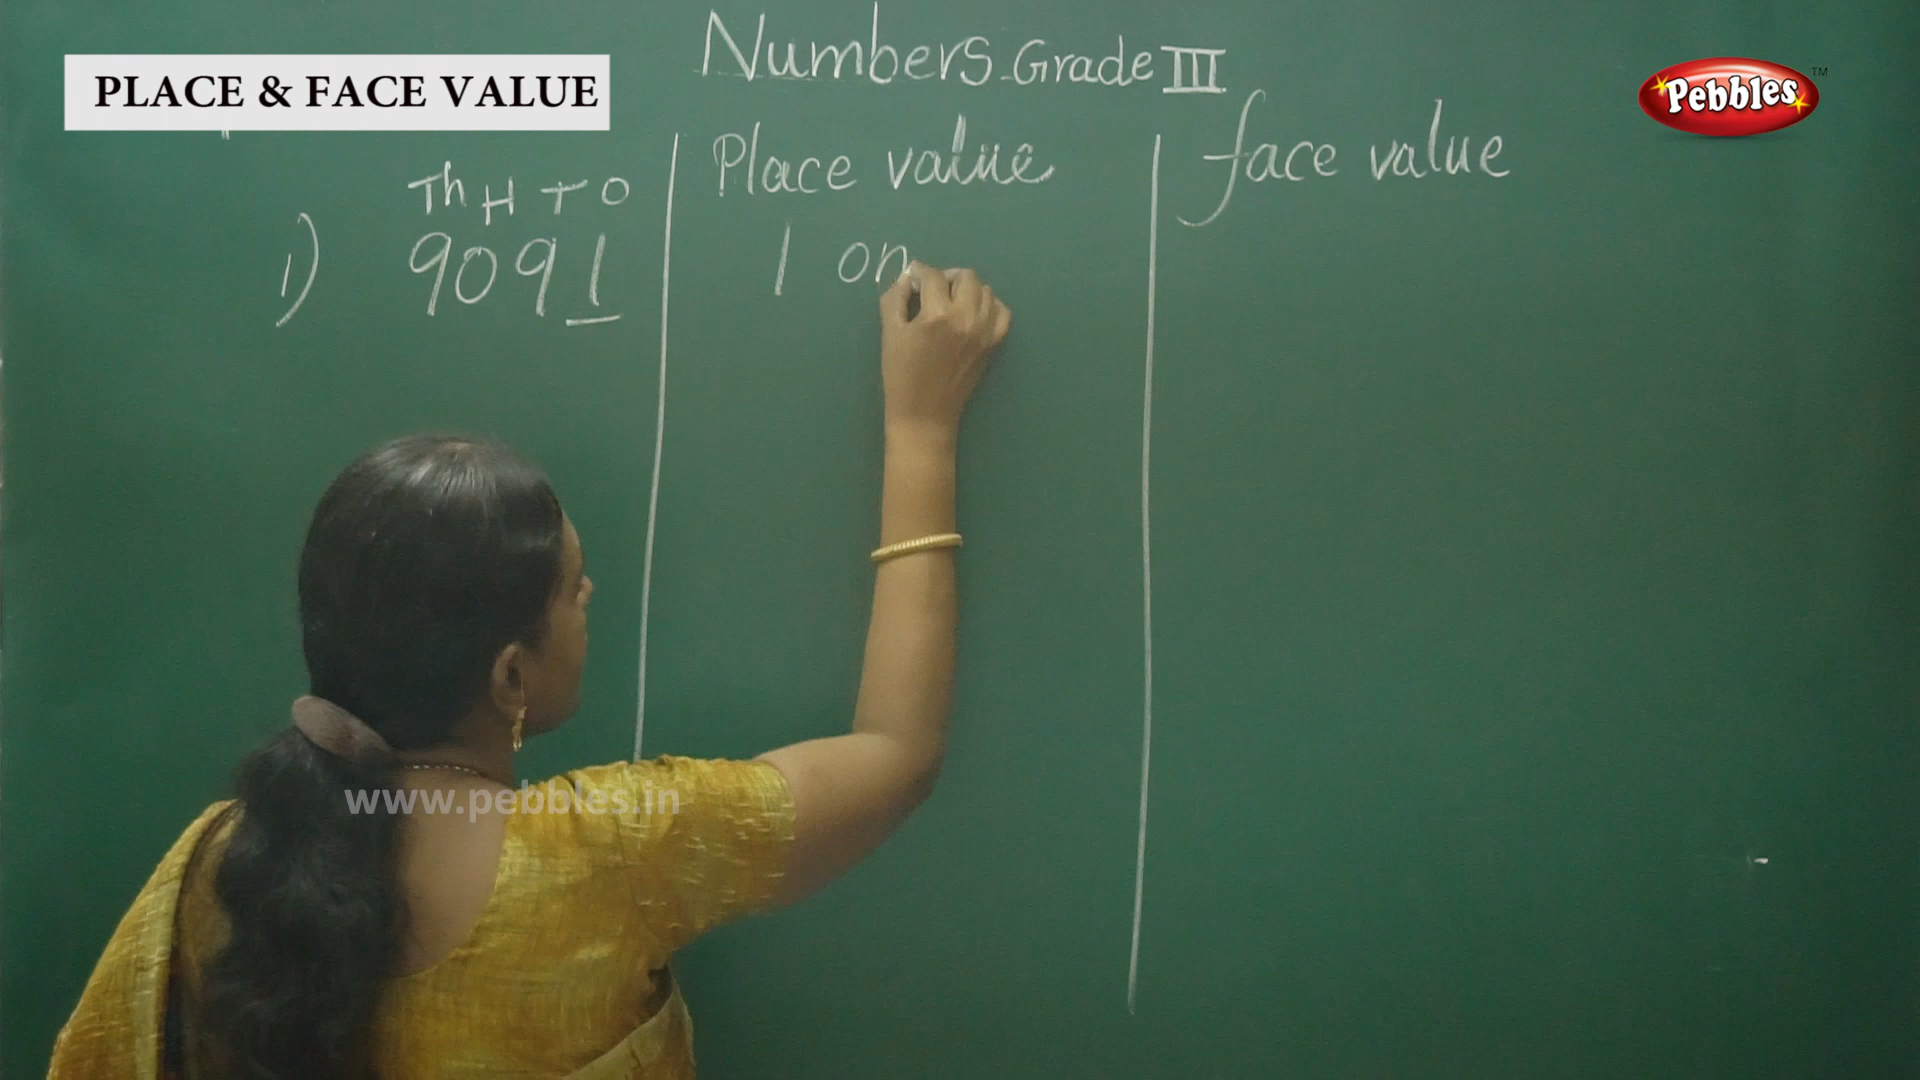 Numbers Grade III
PLACE & FACE VALUE
Pebbles TM
Place value
face value
Th H T O
1) 9091
1 on
www.pebbles.in